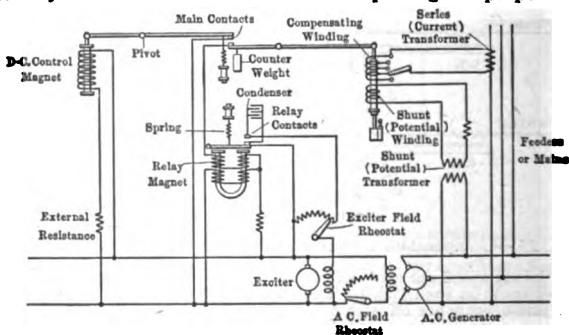 Main Contacts
Compensating
Winding
Series
(Current)
Transformer
Pivot
D-C. Control
Magnet
Counter
Weight
Condenser
Relay
Contacts
Spring
Shunt
(Potential)
Winding
Relay
Magnet
Shunt
(Potential)
Transformer
Feeders
or Mains
External
Resistance
Exciter Field
Rheostat
Exciter
A.C. Field
Rheostat
A.C. Generator